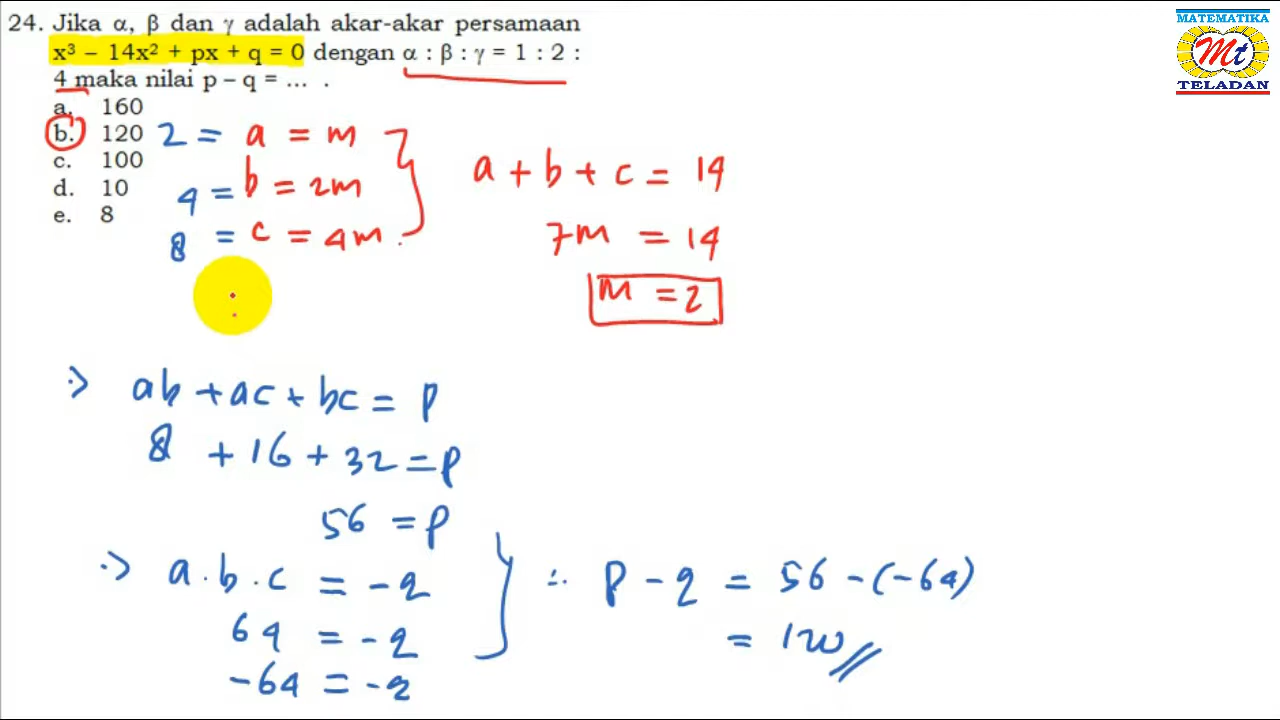 24. Jika α, β dan γ adalah akar-akar persamaan
x³ – 14x² + px + q = 0 dengan α : β : γ = 1 : 2 :
4 maka nilai p – q = ... .
a. 160
b. 120
c. 100
d. 10
e. 8
MATEMATIKA
Mt
TELADAN
2 = a = m
4 = b = 2m
8 = c = 4m
a + b + c = 14
7m = 14
m = 2
:> ab + ac + bc = p
8 + 16 + 32 = p
56 = p
:> a . b . c = -q
64 = -q
-64 = -q
∴ p - q = 56 - (-64)
= 120 //